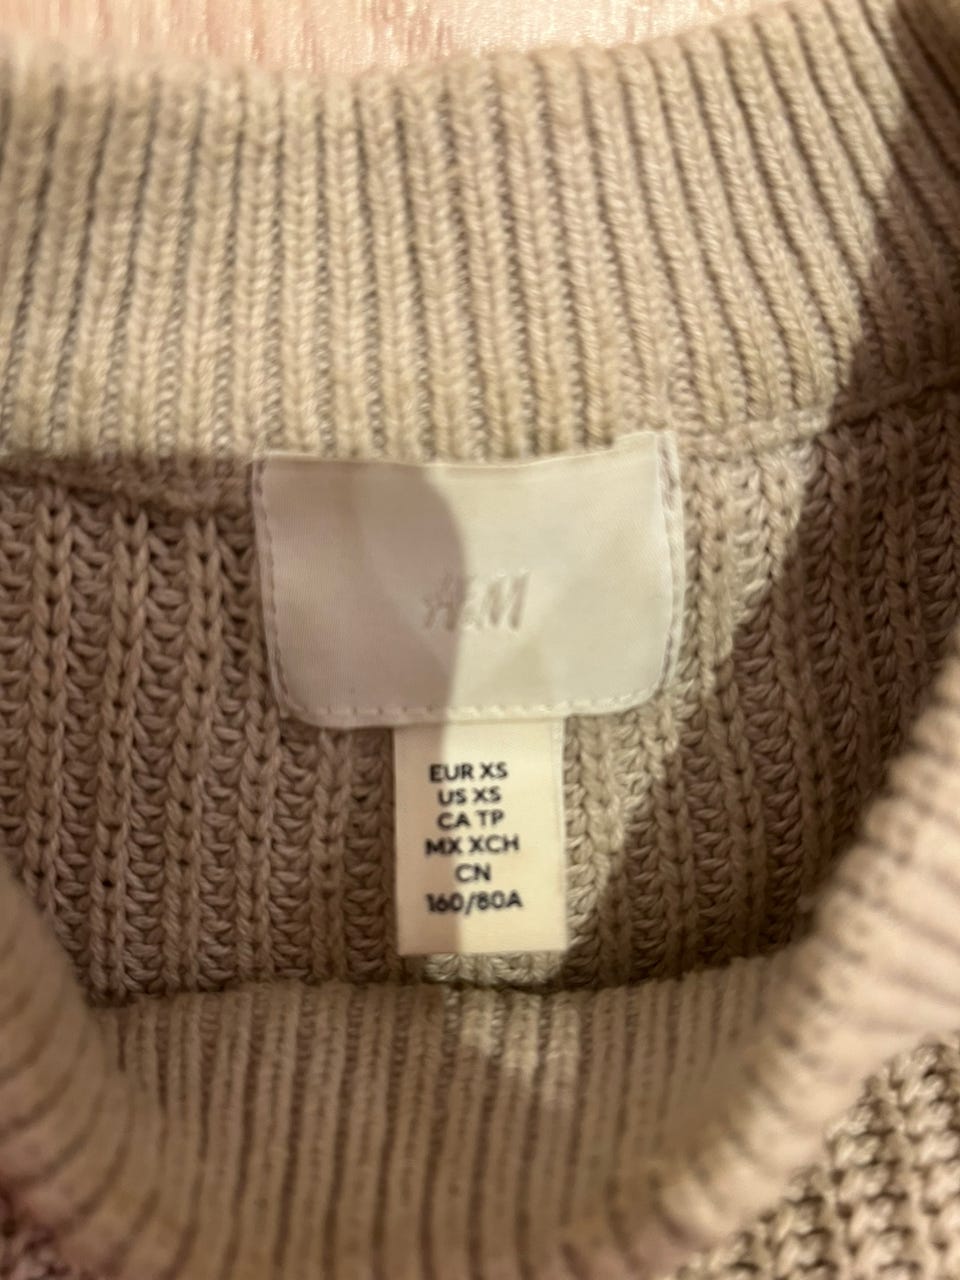 H&M
EUR XS
US XS
CA TP
MX XCH
CN
160/80A